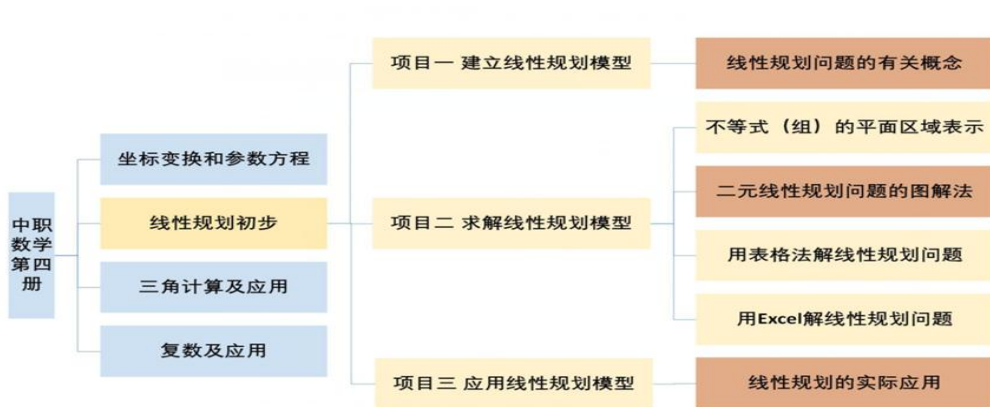 中职
数学
第四
册
坐标变换和参数方程
线性规划初步
三角计算及应用
复数及应用
项目一 建立线性规划模型
项目二 求解线性规划模型
项目三 应用线性规划模型
线性规划问题的有关概念
不等式（组）的平面区域表示
二元线性规划问题的图解法
用表格法解线性规划问题
用Excel解线性规划问题
线性规划的实际应用